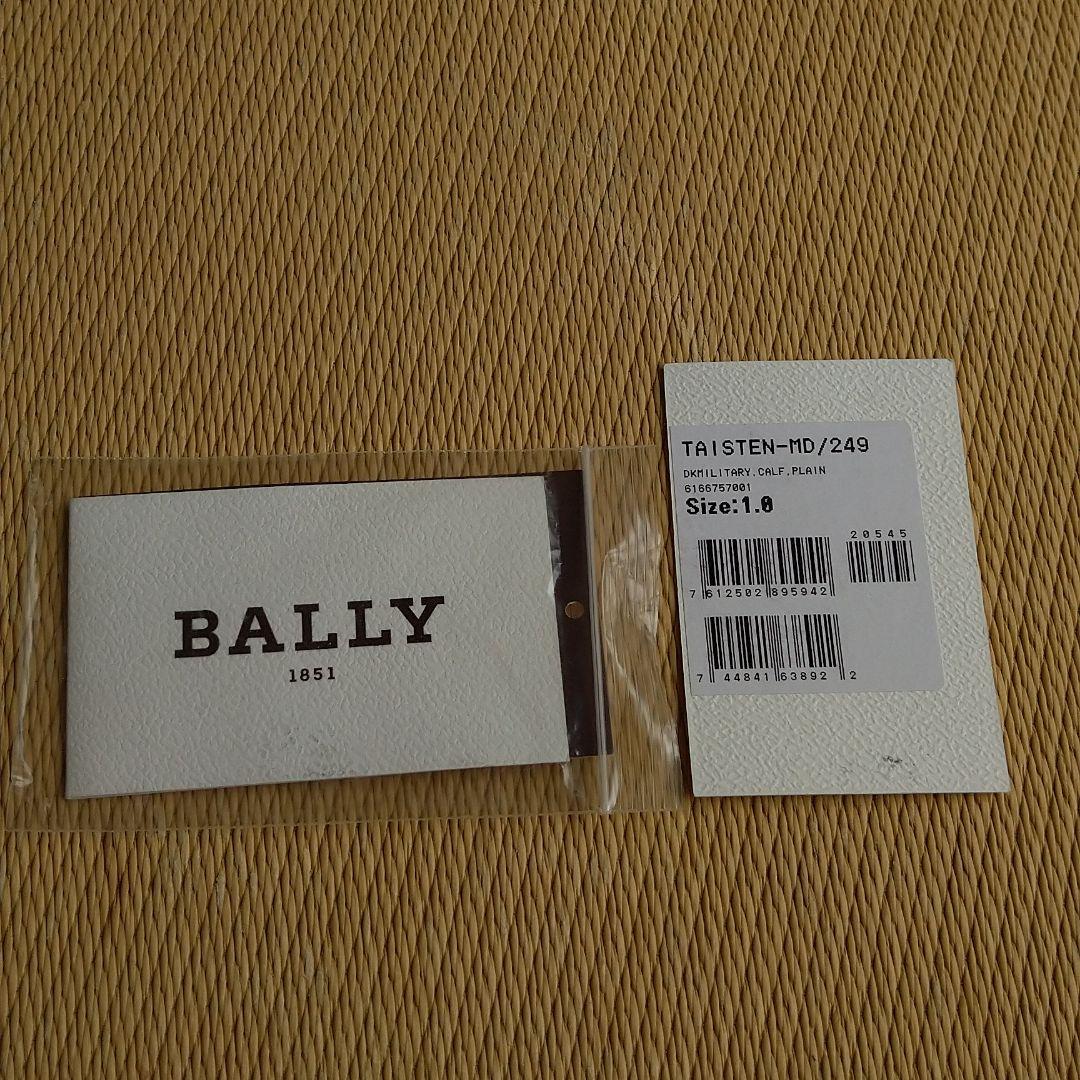 BALLY
1851
TAISTEN-MD/249
DKMILITARY,CALF,PLAIN
6166757001
Size:1.0
20545
7 612502 895942
7 44841 63892 2